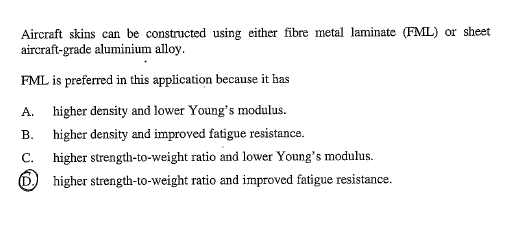 Aircraft skins can be constructed using either fibre metal laminate (FML) or sheet
aircraft-grade aluminium alloy.
FML is preferred in this application because it has
A. higher density and lower Young's modulus.
B. higher density and improved fatigue resistance.
C. higher strength-to-weight ratio and lower Young's modulus.
D. higher strength-to-weight ratio and improved fatigue resistance.